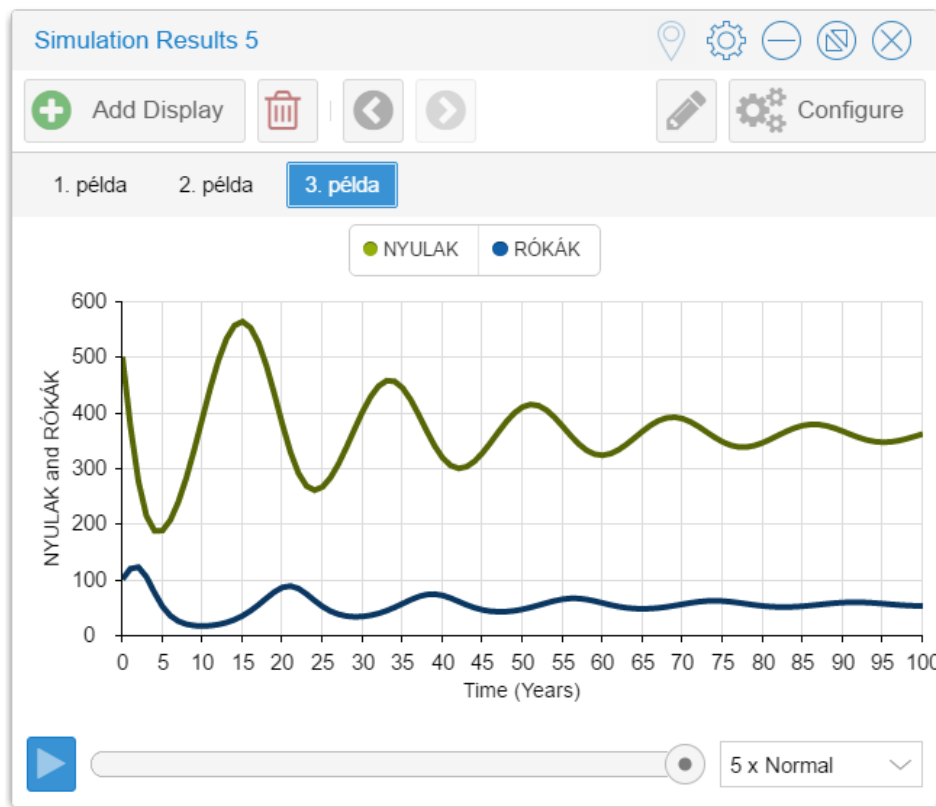 Simulation Results 5
Add Display
Configure
1. példa 2. példa 3. példa
NYULAK RÓKÁK
NYULAK and RÓKÁK
600
500
400
300
200
100
0
0 5 10 15 20 25 30 35 40 45 50 55 60 65 70 75 80 85 90 95 100
Time (Years)
5 x Normal